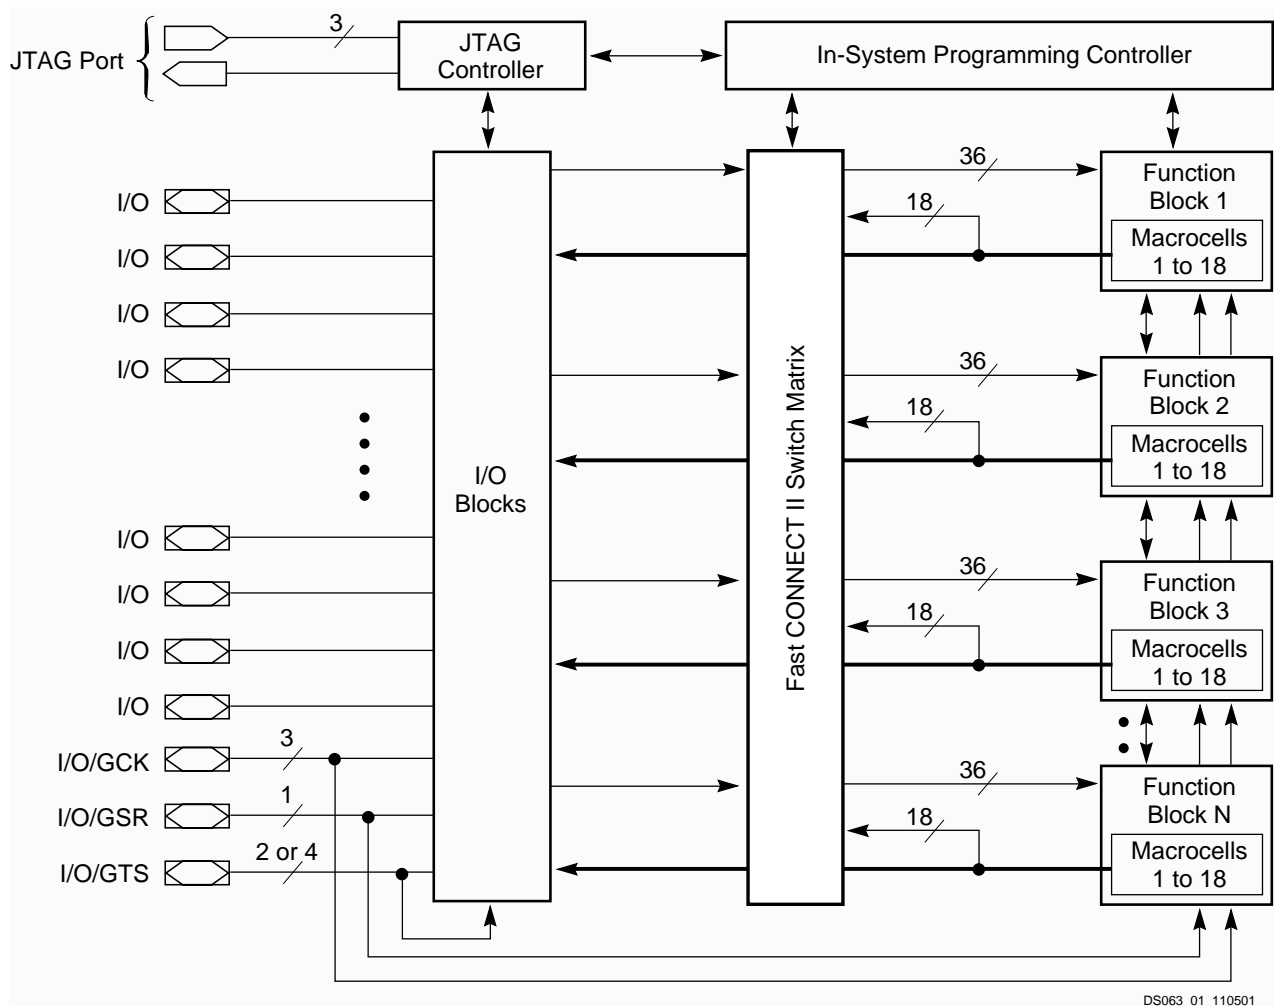 3
JTAG Port
JTAG
Controller
In-System Programming Controller
I/O
I/O
I/O
I/O
I/O
I/O
I/O
I/O
3
I/O/GCK
1
I/O/GSR
2 or 4
I/O/GTS
I/O
Blocks
Fast CONNECT II Switch Matrix
36
18
Function
Block 1
Macrocells
1 to 18
36
18
Function
Block 2
Macrocells
1 to 18
36
18
Function
Block 3
Macrocells
1 to 18
36
18
Function
Block N
Macrocells
1 to 18
DS063_01_110501